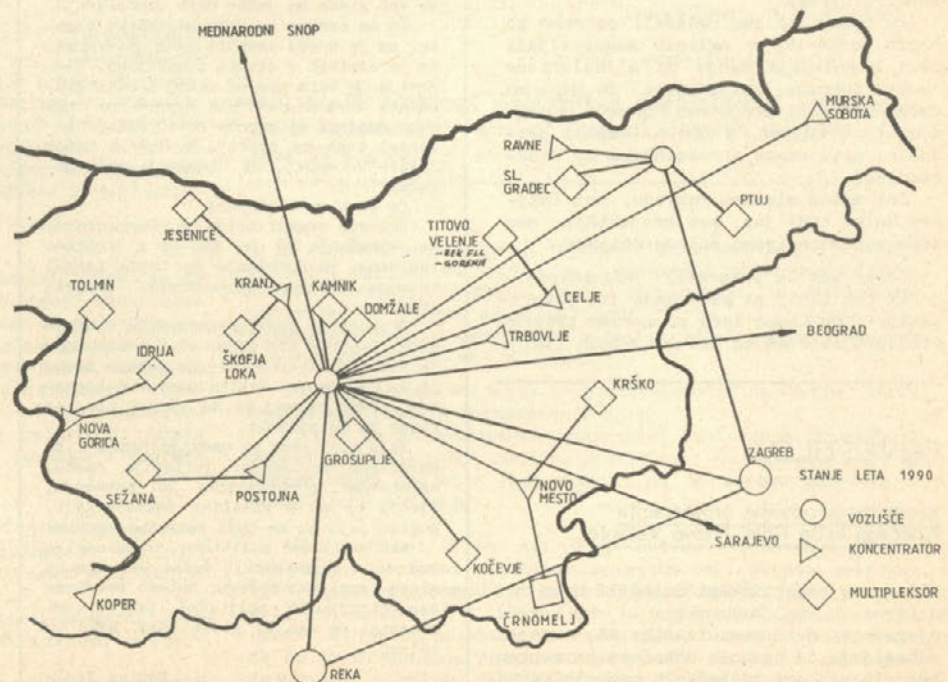 MEDNARODNI SNOP
MURSKA
SOBOTA
RAVNE
SL.
GRADEC
PTUJ
JESENICE
TITOVO
VELENJE
- GORENJE
TOLMIN
KRANJ
KAMNIK
DOMŽALE
CELJE
TRBOVLJE
BEOGRAD
IDRIJA
ŠKOFJA
LOKA
KRŠKO
NOVA
GORICA
GROSUPLJE
ZAGREB
SEŽANA
POSTOJNA
NOVO
MESTO
STANJE LETA 1990
VOZLIŠČE
SARAJEVO
KONCENTRATOR
KOČEVJE
MULTIPLEKSOR
KOPER
ČRNOMELJ
REKA